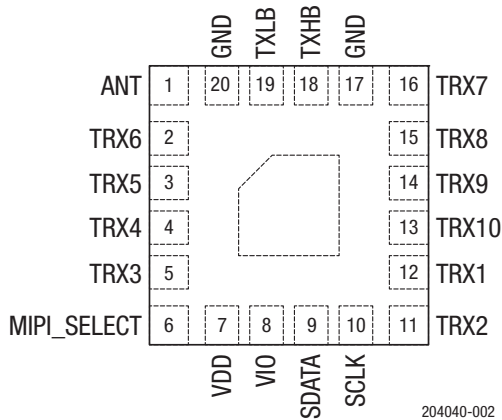 GND TXLB TXHB GND
ANT 1 20 19 18 17 16 TRX7
TRX6 2 15 TRX8
TRX5 3 14 TRX9
TRX4 4 13 TRX10
TRX3 5 12 TRX1
MIPI_SELECT 6 7 8 9 10 11 TRX2
VDD VIO SDATA SCLK
204040-002